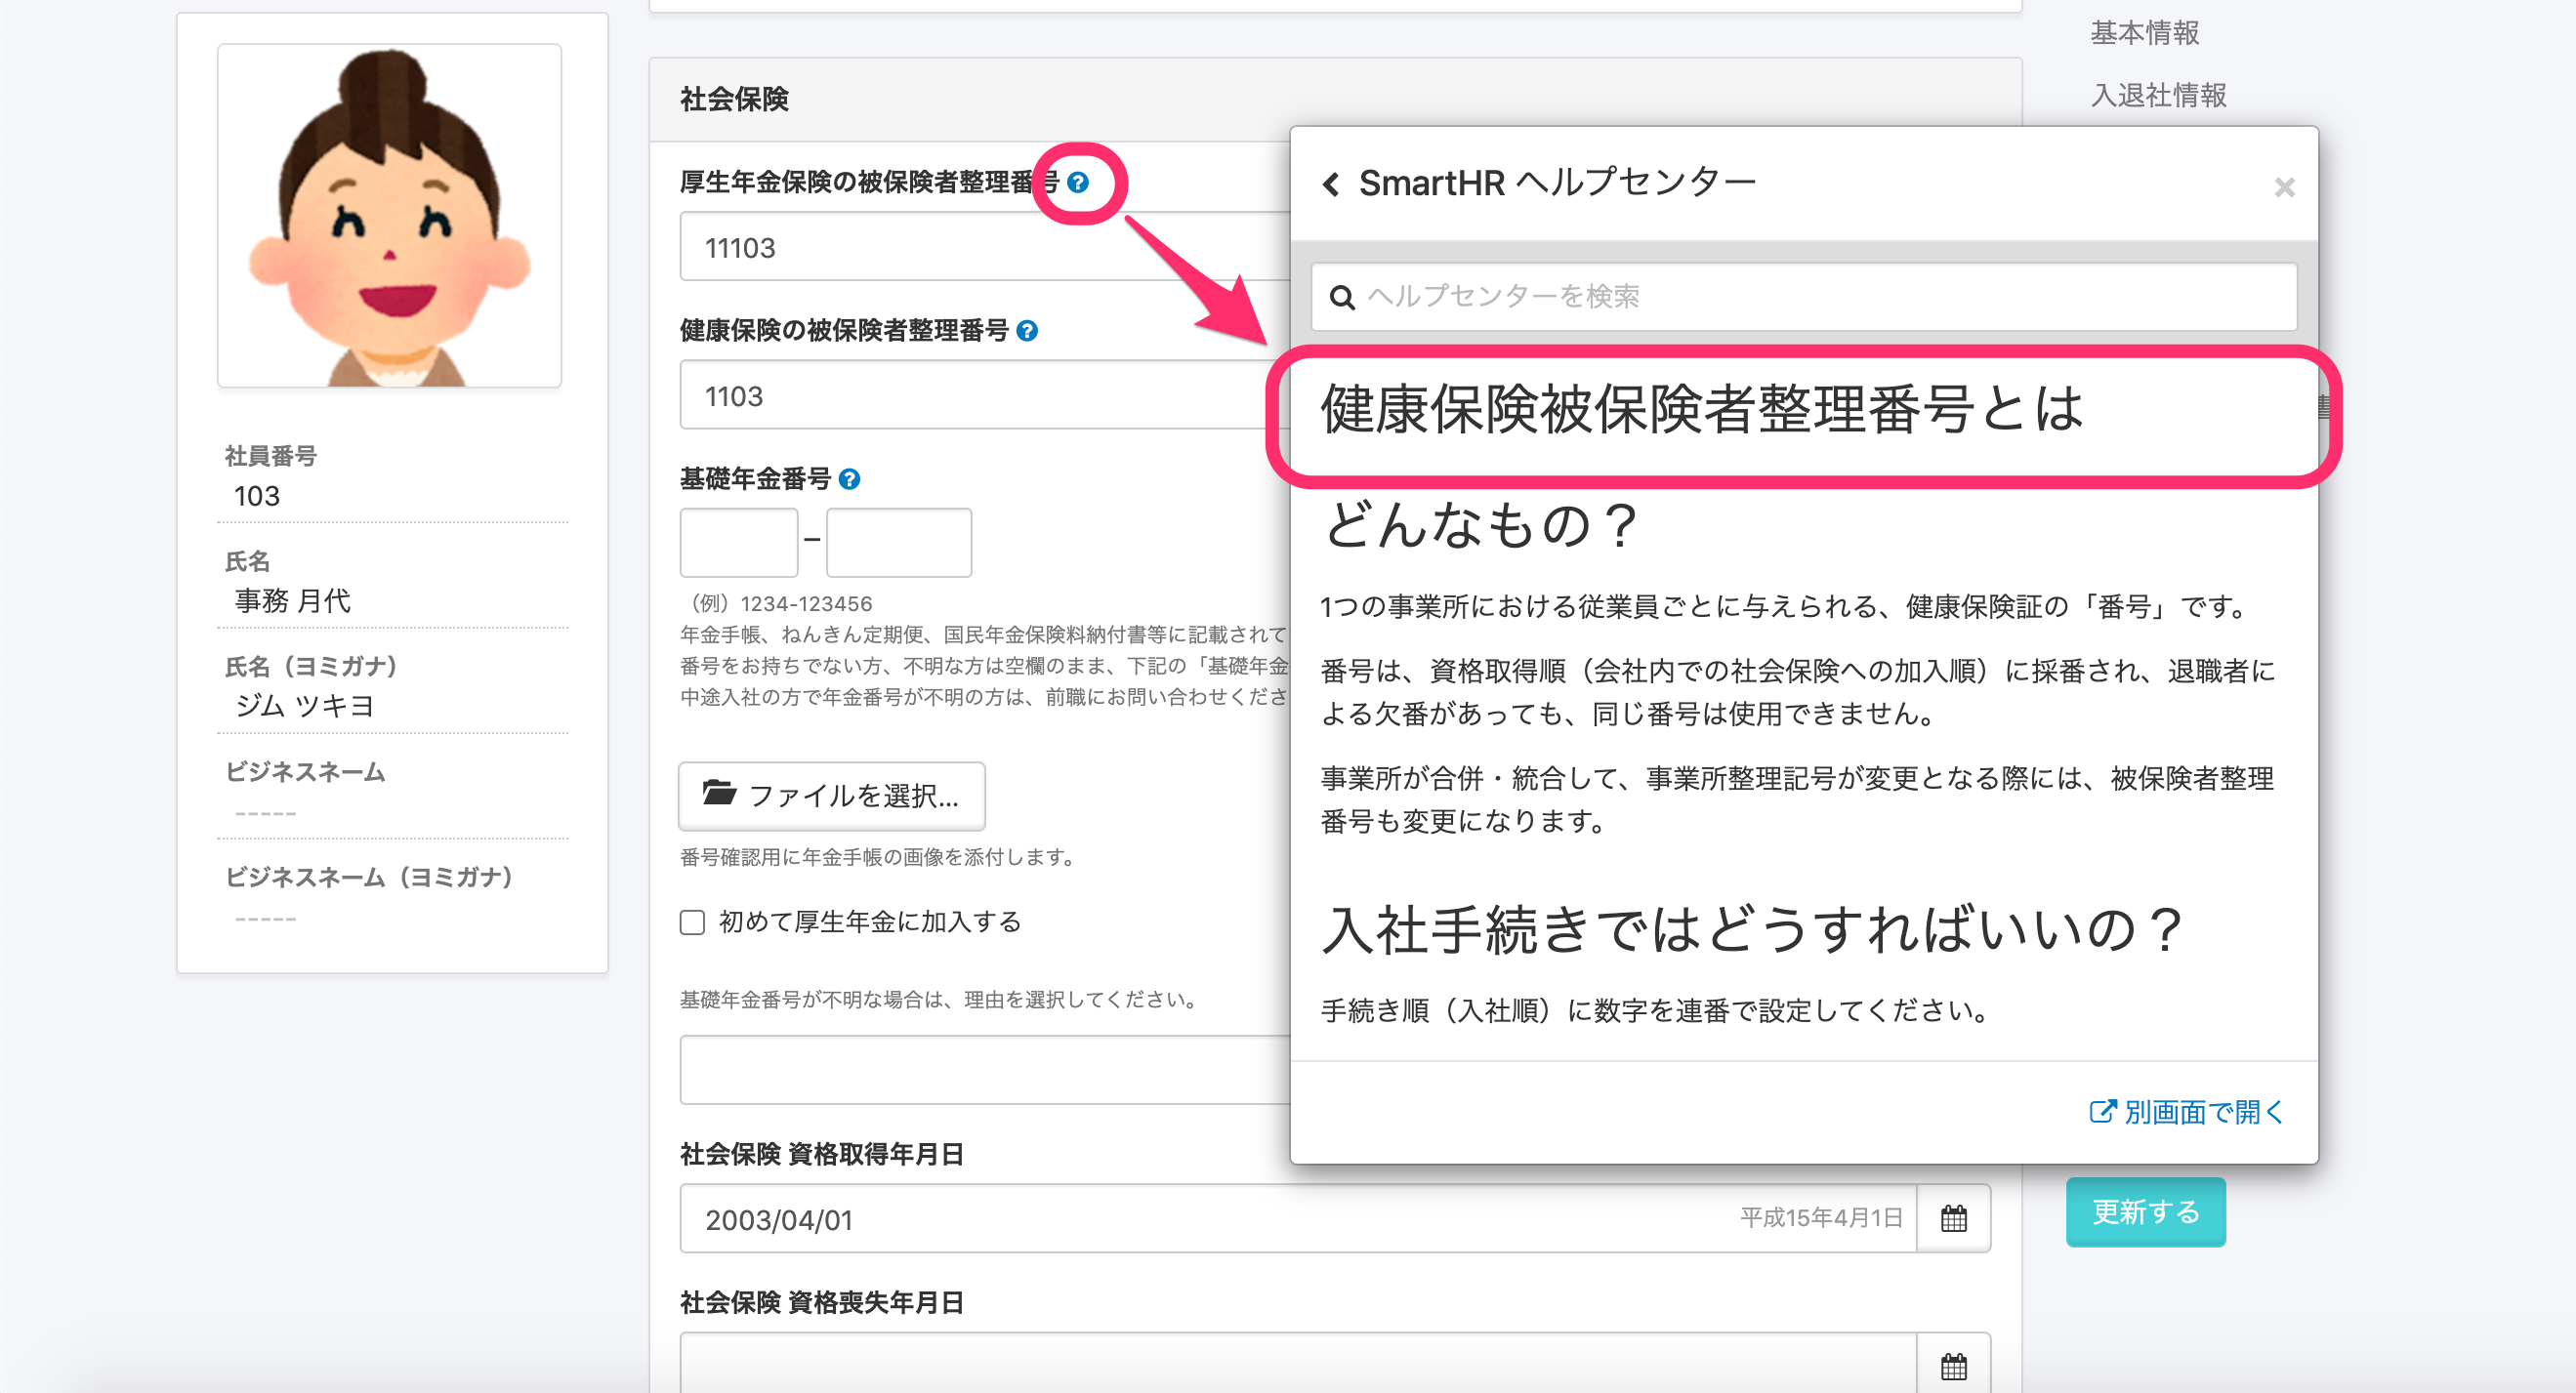 社員番号
103
氏名
事務 月代
氏名（ヨミガナ）
ジム ツキヨ
ビジネスネーム
-----
ビジネスネーム（ヨミガナ）
-----
社会保険
厚生年金保険の被保険者整理番号
11103
健康保険の被保険者整理番号
1103
基礎年金番号
–
（例）1234-123456
年金手帳、ねんきん定期便、国民年金保険料納付書等に記載されて
番号をお持ちでない方、不明な方は空欄のまま、下記の「基礎年金
中途入社の方で年金番号が不明の方は、前職にお問い合わせくださ
ファイルを選択...
番号確認用に年金手帳の画像を添付します。
初めて厚生年金に加入する
基礎年金番号が不明な場合は、理由を選択してください。
社会保険 資格取得年月日
2003/04/01
平成15年4月1日
社会保険 資格喪失年月日
SmartHR ヘルプセンター
ヘルプセンターを検索
健康保険被保険者整理番号とは
どんなもの？
1つの事業所における従業員ごとに与えられる、健康保険証の「番号」です。
番号は、資格取得順（会社内での社会保険への加入順）に採番され、退職者に
よる欠番があっても、同じ番号は使用できません。
事業所が合併・統合して、事業所整理記号が変更となる際には、被保険者整理
番号も変更になります。
入社手続きではどうすればいいの？
手続き順（入社順）に数字を連番で設定してください。
別画面で開く
基本情報
入退社情報
更新する